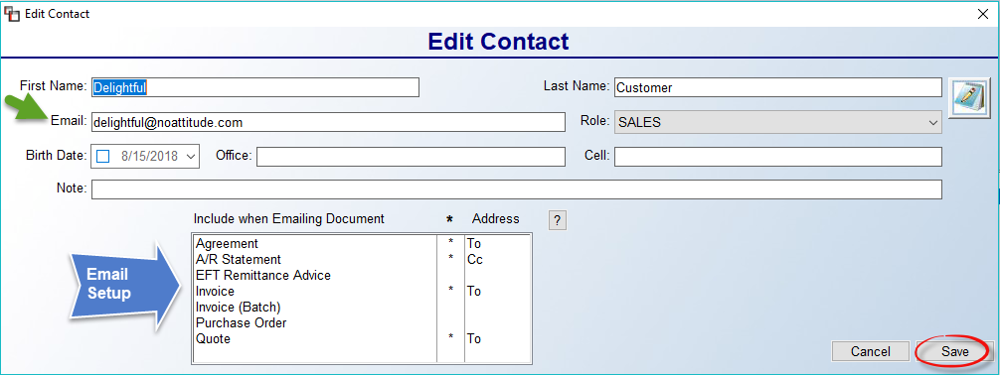 Edit Contact
Edit Contact
First Name: Delightful Last Name: Customer
Email: delightful@noattitude.com Role: SALES
Birth Date: 8/15/2018 Office: Cell:
Note:
Include when Emailing Document * Address ?
Agreement * To
A/R Statement * Cc
EFT Remittance Advice
Invoice * To
Invoice (Batch)
Purchase Order
Quote * To
Email
Setup
Cancel Save